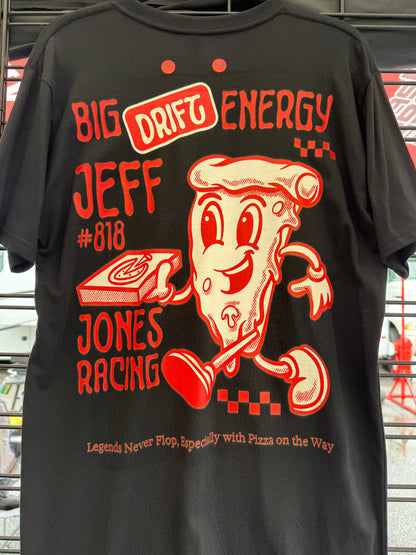 BIG DRIFT ENERGY
JEFF
#818
JONES
RACING
Legends Never Flop, Especially with Pizza on the Way